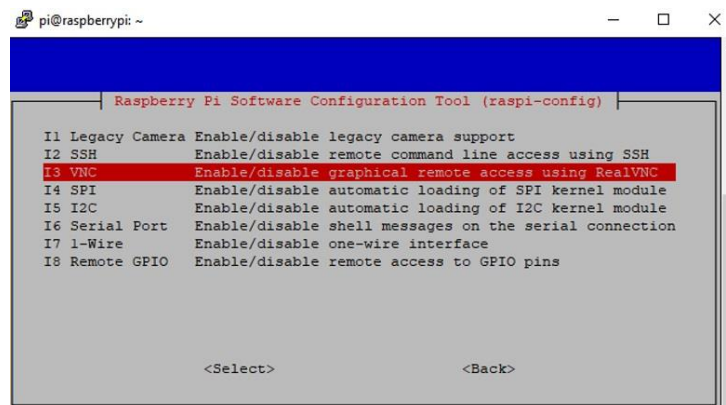 pi@raspberrypi: ~
Raspberry Pi Software Configuration Tool (raspi-config)
I1 Legacy Camera Enable/disable legacy camera support
I2 SSH Enable/disable remote command line access using SSH
I3 VNC Enable/disable graphical remote access using RealVNC
I4 SPI Enable/disable automatic loading of SPI kernel module
I5 I2C Enable/disable automatic loading of I2C kernel module
I6 Serial Port Enable/disable shell messages on the serial connection
I7 1-Wire Enable/disable one-wire interface
I8 Remote GPIO Enable/disable remote access to GPIO pins
<Select> <Back>